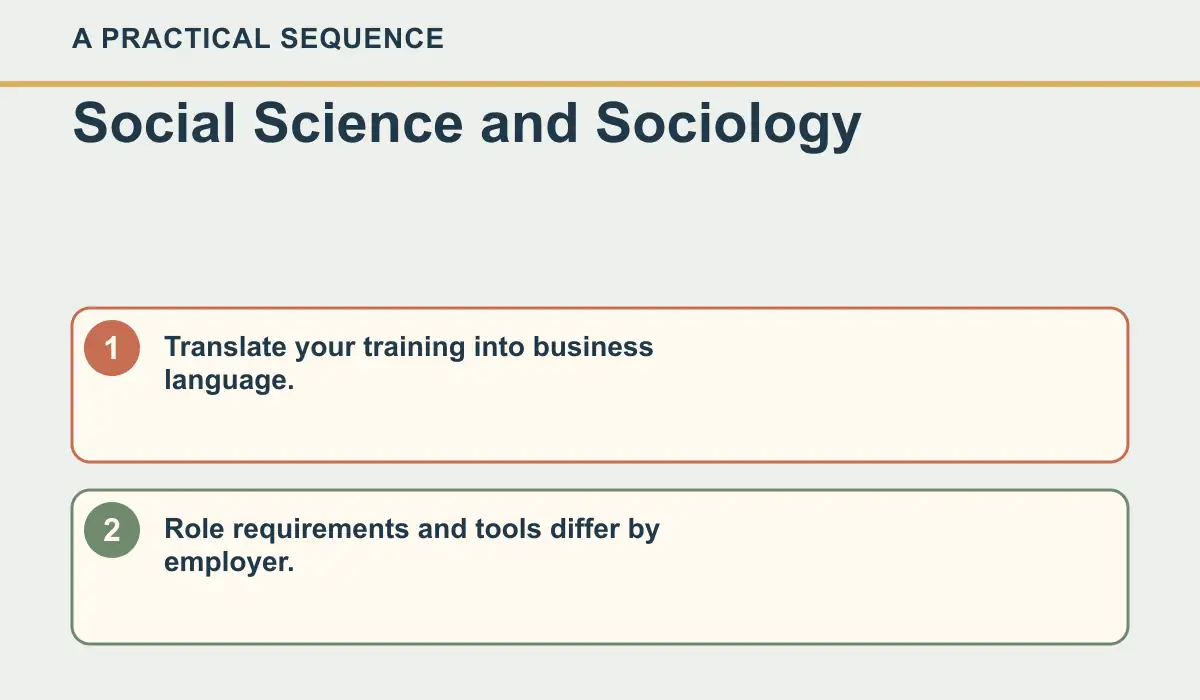 A PRACTICAL SEQUENCE
Social Science and Sociology
1
Translate your training into business
language.
2
Role requirements and tools differ by
employer.